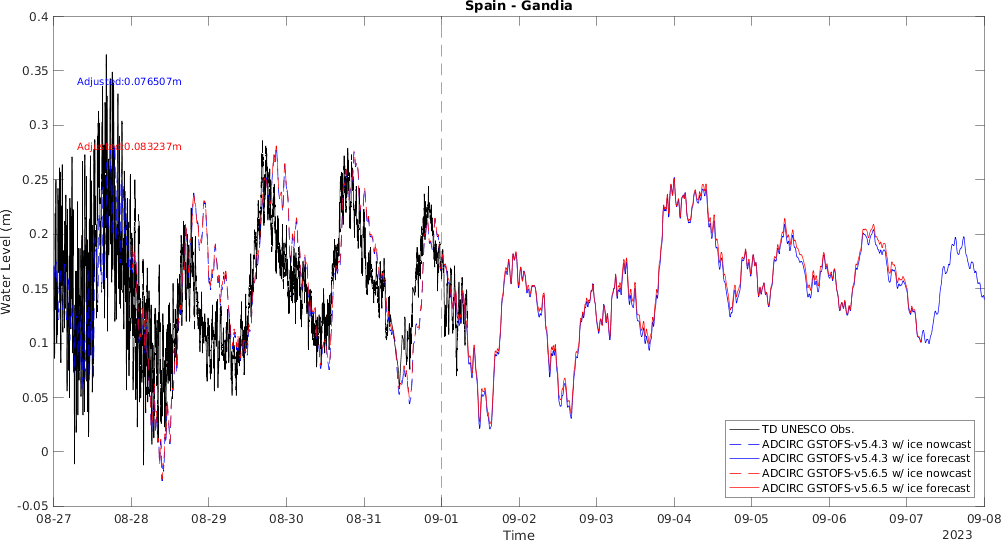 Spain - Gandia
0.4
0.35
0.3
0.25
0.2
0.15
0.1
0.05
0
-0.05
Water Level (m)
Adjusted:0.076507m
Adjusted:0.083237m
TD UNESCO Obs.
ADCIRC GSTOFS-v5.4.3 w/ ice nowcast
ADCIRC GSTOFS-v5.4.3 w/ ice forecast
ADCIRC GSTOFS-v5.6.5 w/ ice nowcast
ADCIRC GSTOFS-v5.6.5 w/ ice forecast
08-27 08-28 08-29 08-30 08-31 09-01 09-02 09-03 09-04 09-05 09-06 09-07 09-08
Time
2023